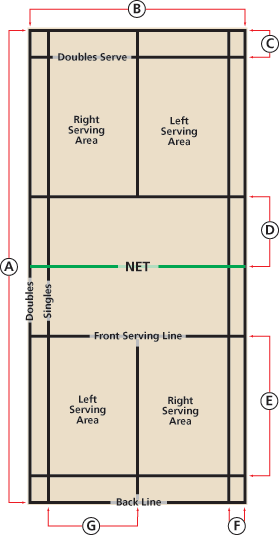 B
C
Doubles Serve
Right
Serving
Area
Left
Serving
Area
D
A
NET
Doubles
Singles
Front Serving Line
Left
Serving
Area
Right
Serving
Area
E
Back Line
G
F